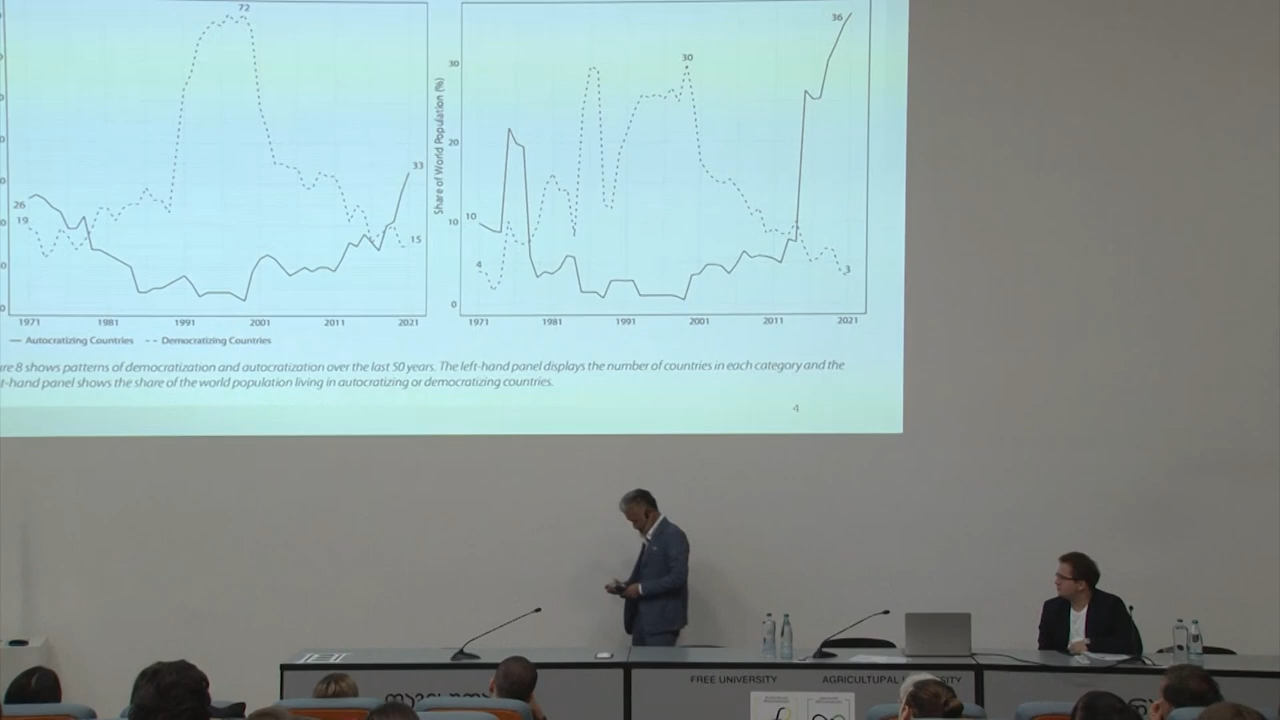 72
26
19
33
15
1971 1981 1991 2001 2011 2021
Autocratizing Countries Democratizing Countries
Share of World Population (%)
36
30
30
20
10
10
4
3
0
1971 1981 1991 2001 2011 2021
8 shows patterns of democratization and autocratization over the last 50 years. The left-hand panel displays the number of countries in each category and the
panel shows the share of the world population living in autocratizing or democratizing countries.
4
FREE UNIVERSITY
AGRICULTURAL